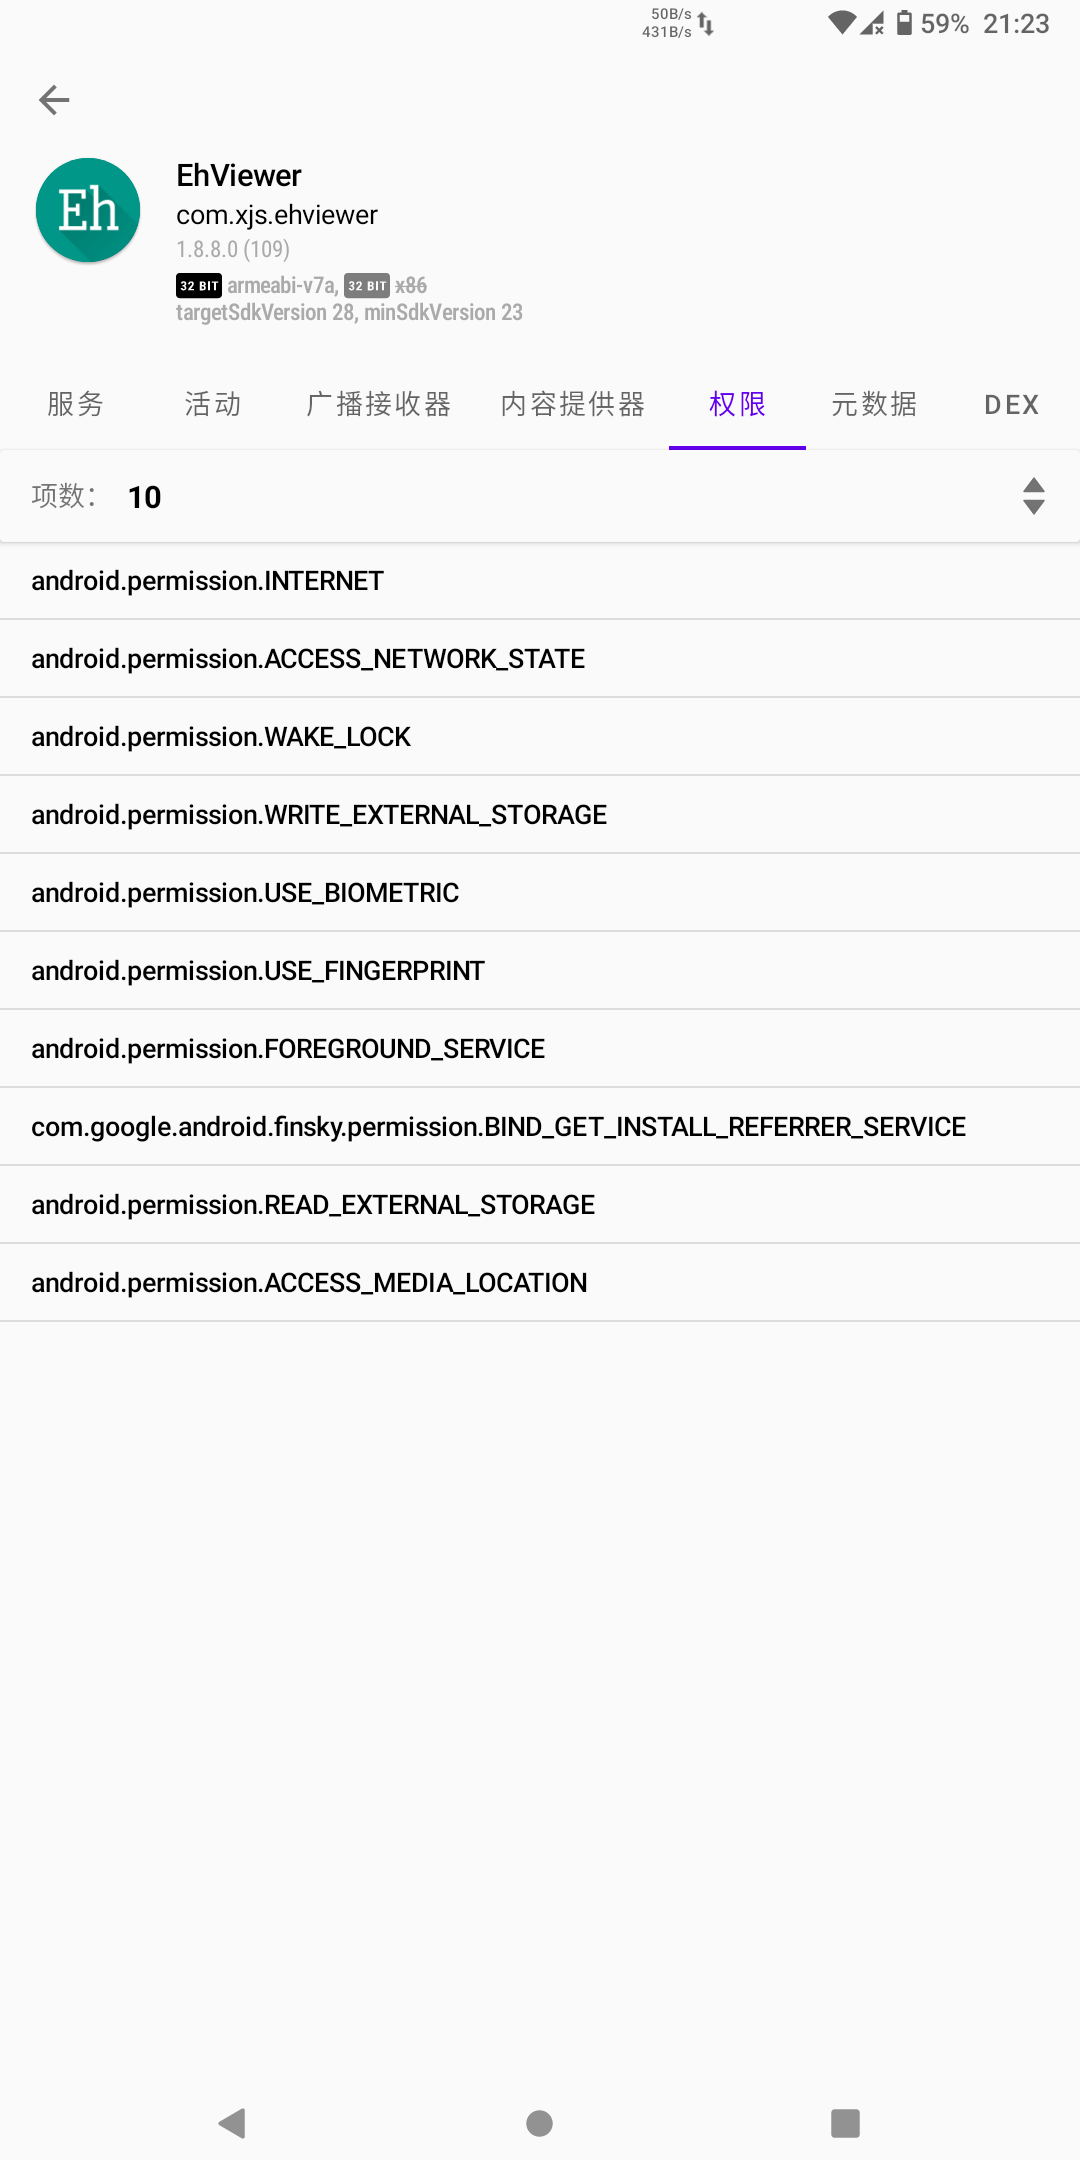 50B/s
431B/s
59% 21:23
Eh
EhViewer
com.xjs.ehviewer
1.8.8.0 (109)
32 BIT armeabi-v7a, 32 BIT x86
targetSdkVersion 28, minSdkVersion 23
服务 活动 广播接收器 内容提供器 权限 元数据 DEX
项数： 10
android.permission.INTERNET
android.permission.ACCESS_NETWORK_STATE
android.permission.WAKE_LOCK
android.permission.WRITE_EXTERNAL_STORAGE
android.permission.USE_BIOMETRIC
android.permission.USE_FINGERPRINT
android.permission.FOREGROUND_SERVICE
com.google.android.finsky.permission.BIND_GET_INSTALL_REFERRER_SERVICE
android.permission.READ_EXTERNAL_STORAGE
android.permission.ACCESS_MEDIA_LOCATION